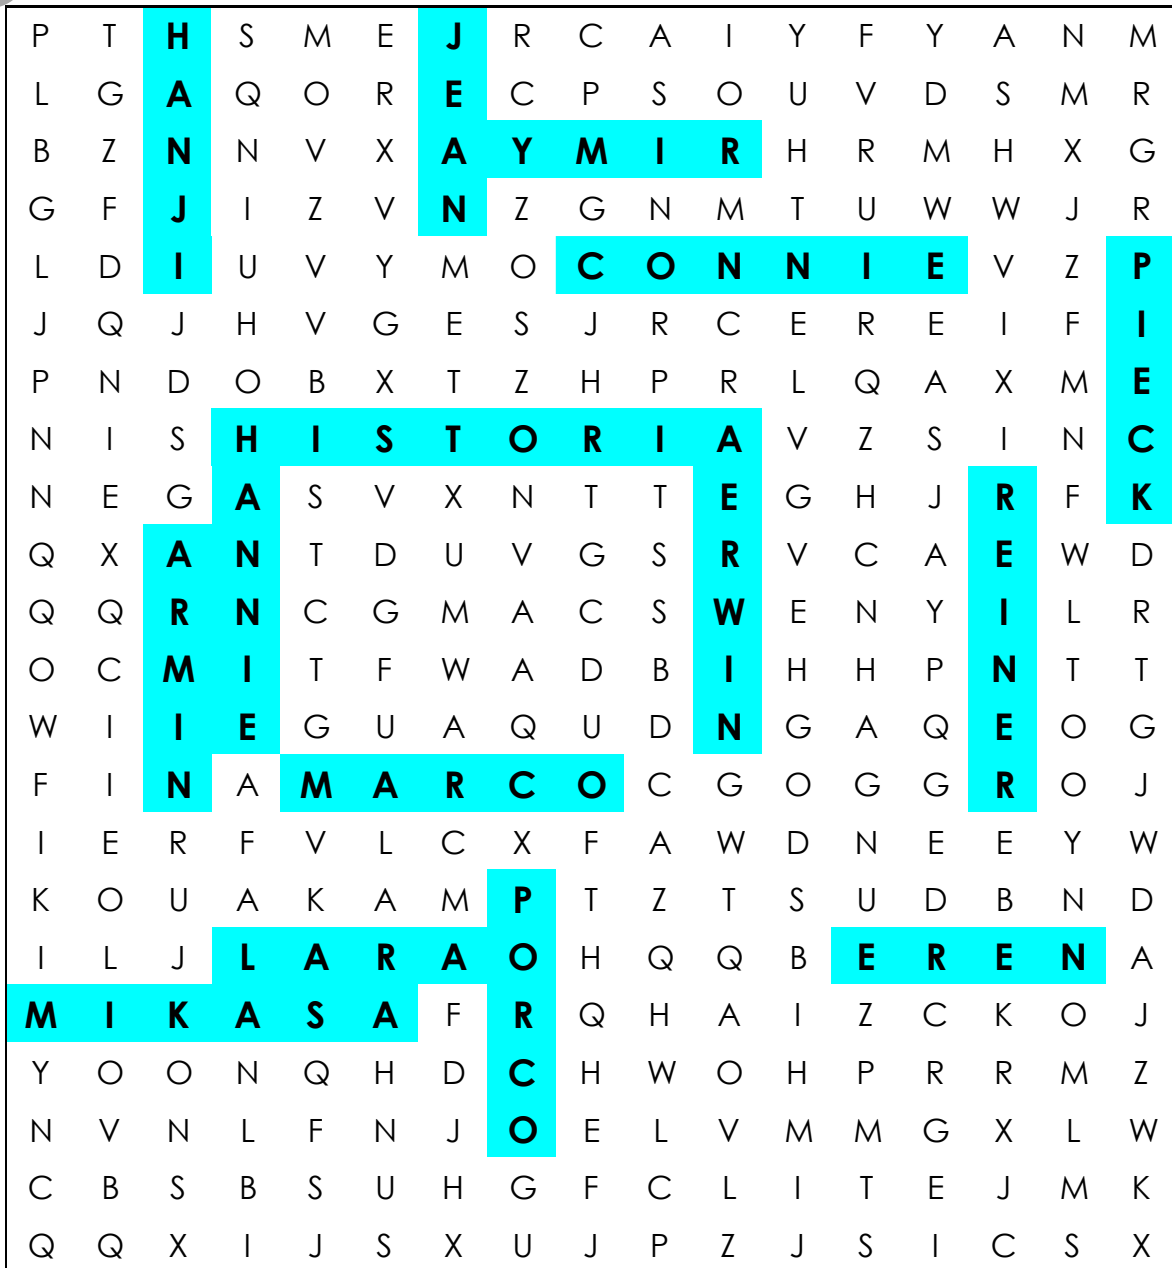 P T H S M E J R C A I Y F Y A N M
L G A Q O R E C P S O U V D S M R
B Z N N V X A Y M I R H R M H X G
G F J I Z V N Z G N M T U W W J R
L D I U V Y M O C O N N I E V Z P
J Q J H V G E S J R C E R E I F I
P N D O B X T Z H P R L Q A X M E
N I S H I S T O R I A V Z S I N C
N E G A S V X N T T E G H J R F K
Q X A N T D U V G S R V C A E W D
Q Q R N C G M A C S W E N Y I L R
O C M I T F W A D B I H H P N T T
W I I E G U A Q U D N G A Q E O G
F I N A M A R C O C G O G G R O J
I E R F V L C X F A W D N E E Y W
K O U A K A M P T Z T S U D B N D
I L J L A R A O H Q Q B E R E N A
M I K A S A F R Q H A I Z C K O J
Y O O N Q H D C H W O H P R R M Z
N V N L F N J O E L V M M G X L W
C B S B S U H G F C L I T E J M K
Q Q X I J S X U J P Z J S I C S X